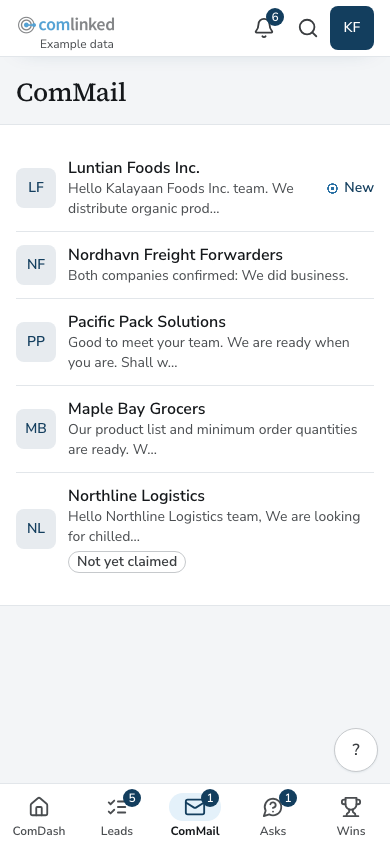 comlinked
Example data
6
KF
ComMail
LF
Luntian Foods Inc.
Hello Kalayaan Foods Inc. team. We
distribute organic prod...
New
NF
Nordhavn Freight Forwarders
Both companies confirmed: We did business.
PP
Pacific Pack Solutions
Good to meet your team. We are ready when
you are. Shall w...
MB
Maple Bay Grocers
Our product list and minimum order quantities
are ready. W...
NL
Northline Logistics
Hello Northline Logistics team, We are looking
for chilled...
Not yet claimed
?
5
1
1
ComDash
Leads
ComMail
Asks
Wins